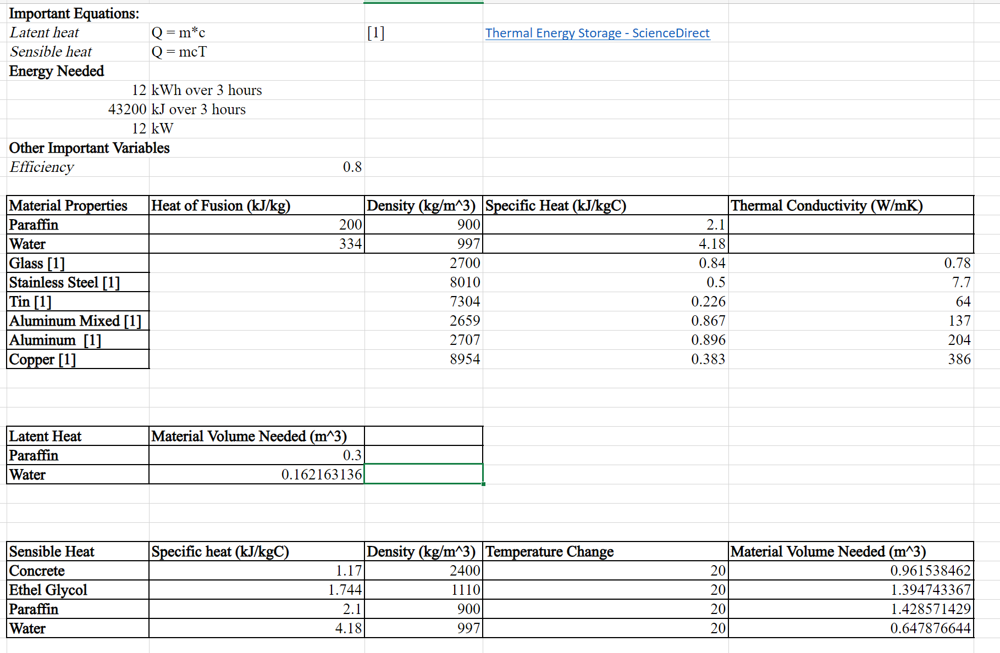 Important Equations:
Latent heat Q = m*c [1] Thermal Energy Storage - ScienceDirect
Sensible heat Q = mcT
Energy Needed
12 kWh over 3 hours
43200 kJ over 3 hours
12 kW
Other Important Variables
Efficiency 0.8
Material Properties Heat of Fusion (kJ/kg) Density (kg/m^3) Specific Heat (kJ/kgC) Thermal Conductivity (W/mK)
Paraffin 200 900 2.1
Water 334 997 4.18
Glass [1] 2700 0.84 0.78
Stainless Steel [1] 8010 0.5 7.7
Tin [1] 7304 0.226 64
Aluminum Mixed [1] 2659 0.867 137
Aluminum  [1] 2707 0.896 204
Copper [1] 8954 0.383 386
Latent Heat Material Volume Needed (m^3)
Paraffin 0.3
Water 0.162163136
Sensible Heat Specific heat (kJ/kgC) Density (kg/m^3) Temperature Change Material Volume Needed (m^3)
Concrete 1.17 2400 20 0.961538462
Ethel Glycol 1.744 1110 20 1.394743367
Paraffin 2.1 900 20 1.428571429
Water 4.18 997 20 0.647876644